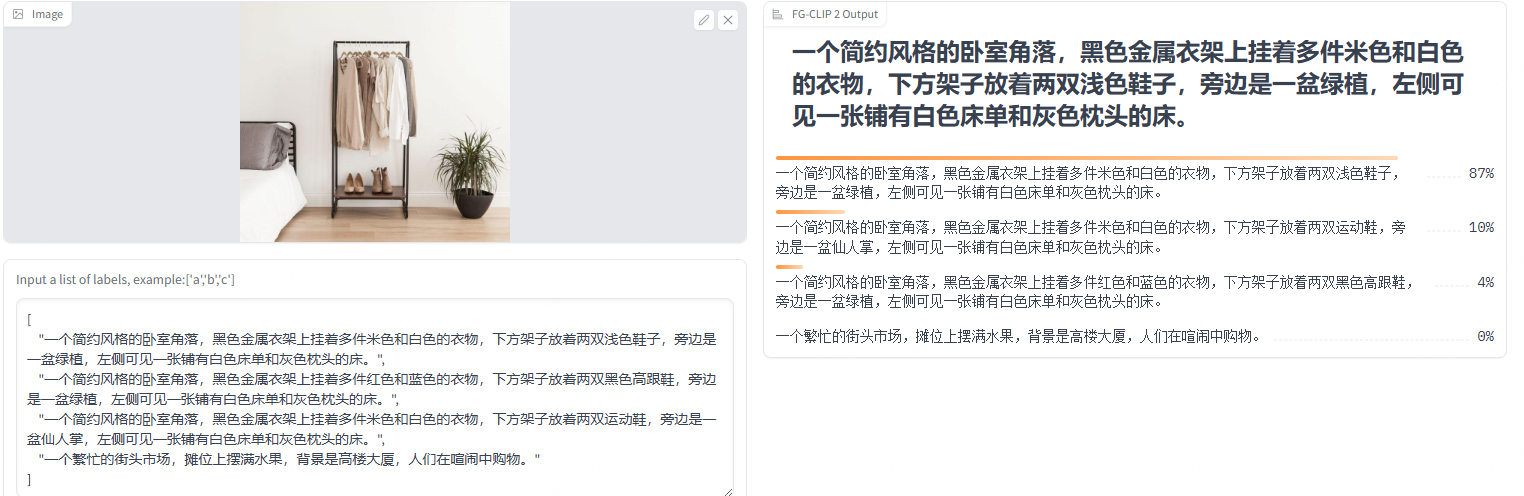 Image
Input a list of labels, example:['a','b','c']
[
"一个简约风格的卧室角落，黑色金属衣架上挂着多件米色和白色的衣物，下方架子放着两双浅色鞋子，旁边是
一盆绿植，左侧可见一张铺有白色床单和灰色枕头的床。",
"一个简约风格的卧室角落，黑色金属衣架上挂着多件红色和蓝色的衣物，下方架子放着两双黑色高跟鞋，旁边
是一盆绿植，左侧可见一张铺有白色床单和灰色枕头的床。",
"一个简约风格的卧室角落，黑色金属衣架上挂着多件米色和白色的衣物，下方架子放着两双运动鞋，旁边是一
盆仙人掌，左侧可见一张铺有白色床单和灰色枕头的床。",
"一个繁忙的街头市场，摊位上摆满水果，背景是高楼大厦，人们在喧闹中购物。"
]
FG-CLIP 2 Output
一个简约风格的卧室角落，黑色金属衣架上挂着多件米色和白色
的衣物，下方架子放着两双浅色鞋子，旁边是一盆绿植，左侧可
见一张铺有白色床单和灰色枕头的床。
一个简约风格的卧室角落，黑色金属衣架上挂着多件米色和白色的衣物，下方架子放着两双浅色鞋子， 87%
旁边是一盆绿植，左侧可见一张铺有白色床单和灰色枕头的床。
一个简约风格的卧室角落，黑色金属衣架上挂着多件米色和白色的衣物，下方架子放着两双运动鞋，旁 10%
边是一盆仙人掌，左侧可见一张铺有白色床单和灰色枕头的床。
一个简约风格的卧室角落，黑色金属衣架上挂着多件红色和蓝色的衣物，下方架子放着两双黑色高跟鞋， 4%
旁边是一盆绿植，左侧可见一张铺有白色床单和灰色枕头的床。
一个繁忙的街头市场，摊位上摆满水果，背景是高楼大厦，人们在喧闹中购物。 0%